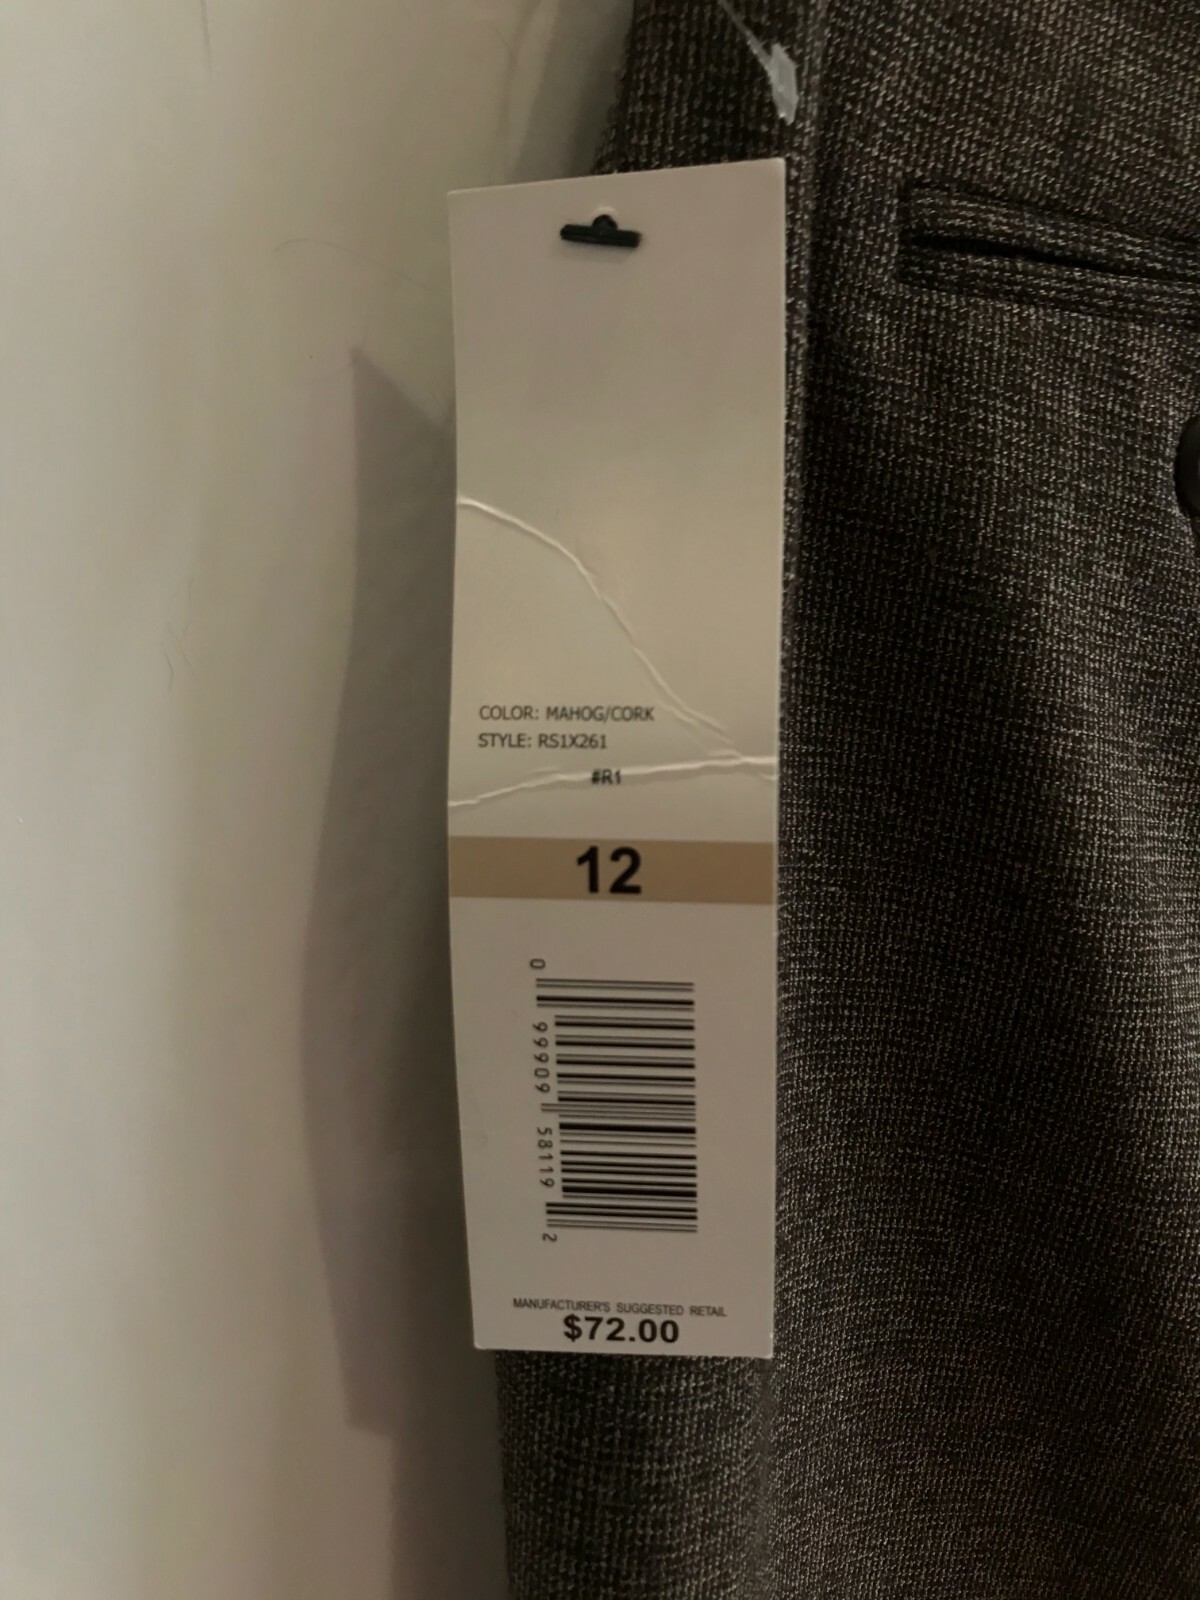 COLOR: MAHOG/CORK
STYLE: RS1X261
#R1
12
0 99909 58119 2
MANUFACTURER'S SUGGESTED RETAIL
$72.00